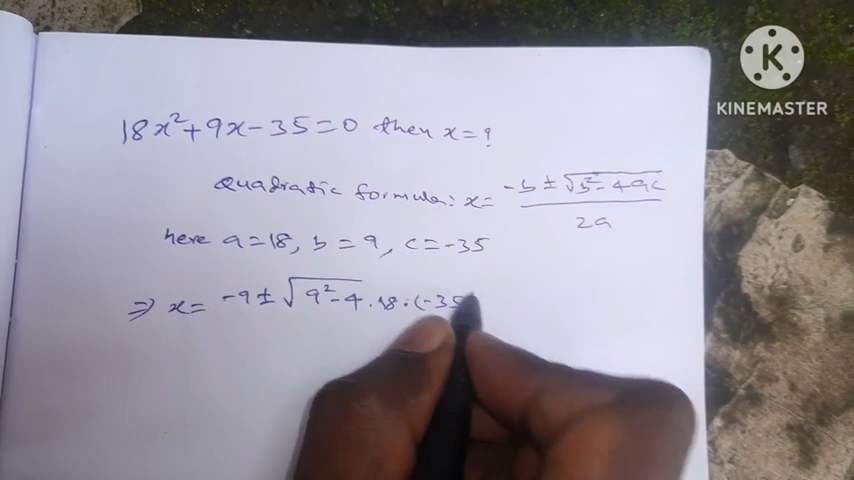 KINEMASTER
18x²+9x-35=0 then x=?
Quadratic formula: x= -b ± √b²-4ac / 2a
here a=18, b=9, c=-35
⇒ x= -9 ± √9²-4.18.(-35